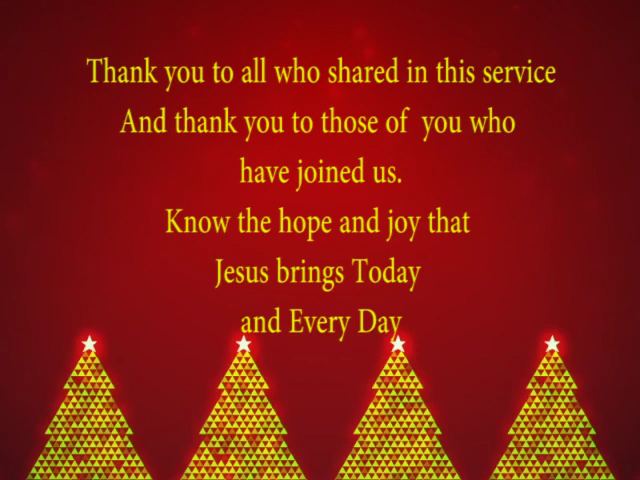 Thank you to all who shared in this service
And thank you to those of  you who
have joined us.
Know the hope and joy that
Jesus brings Today
and Every Day